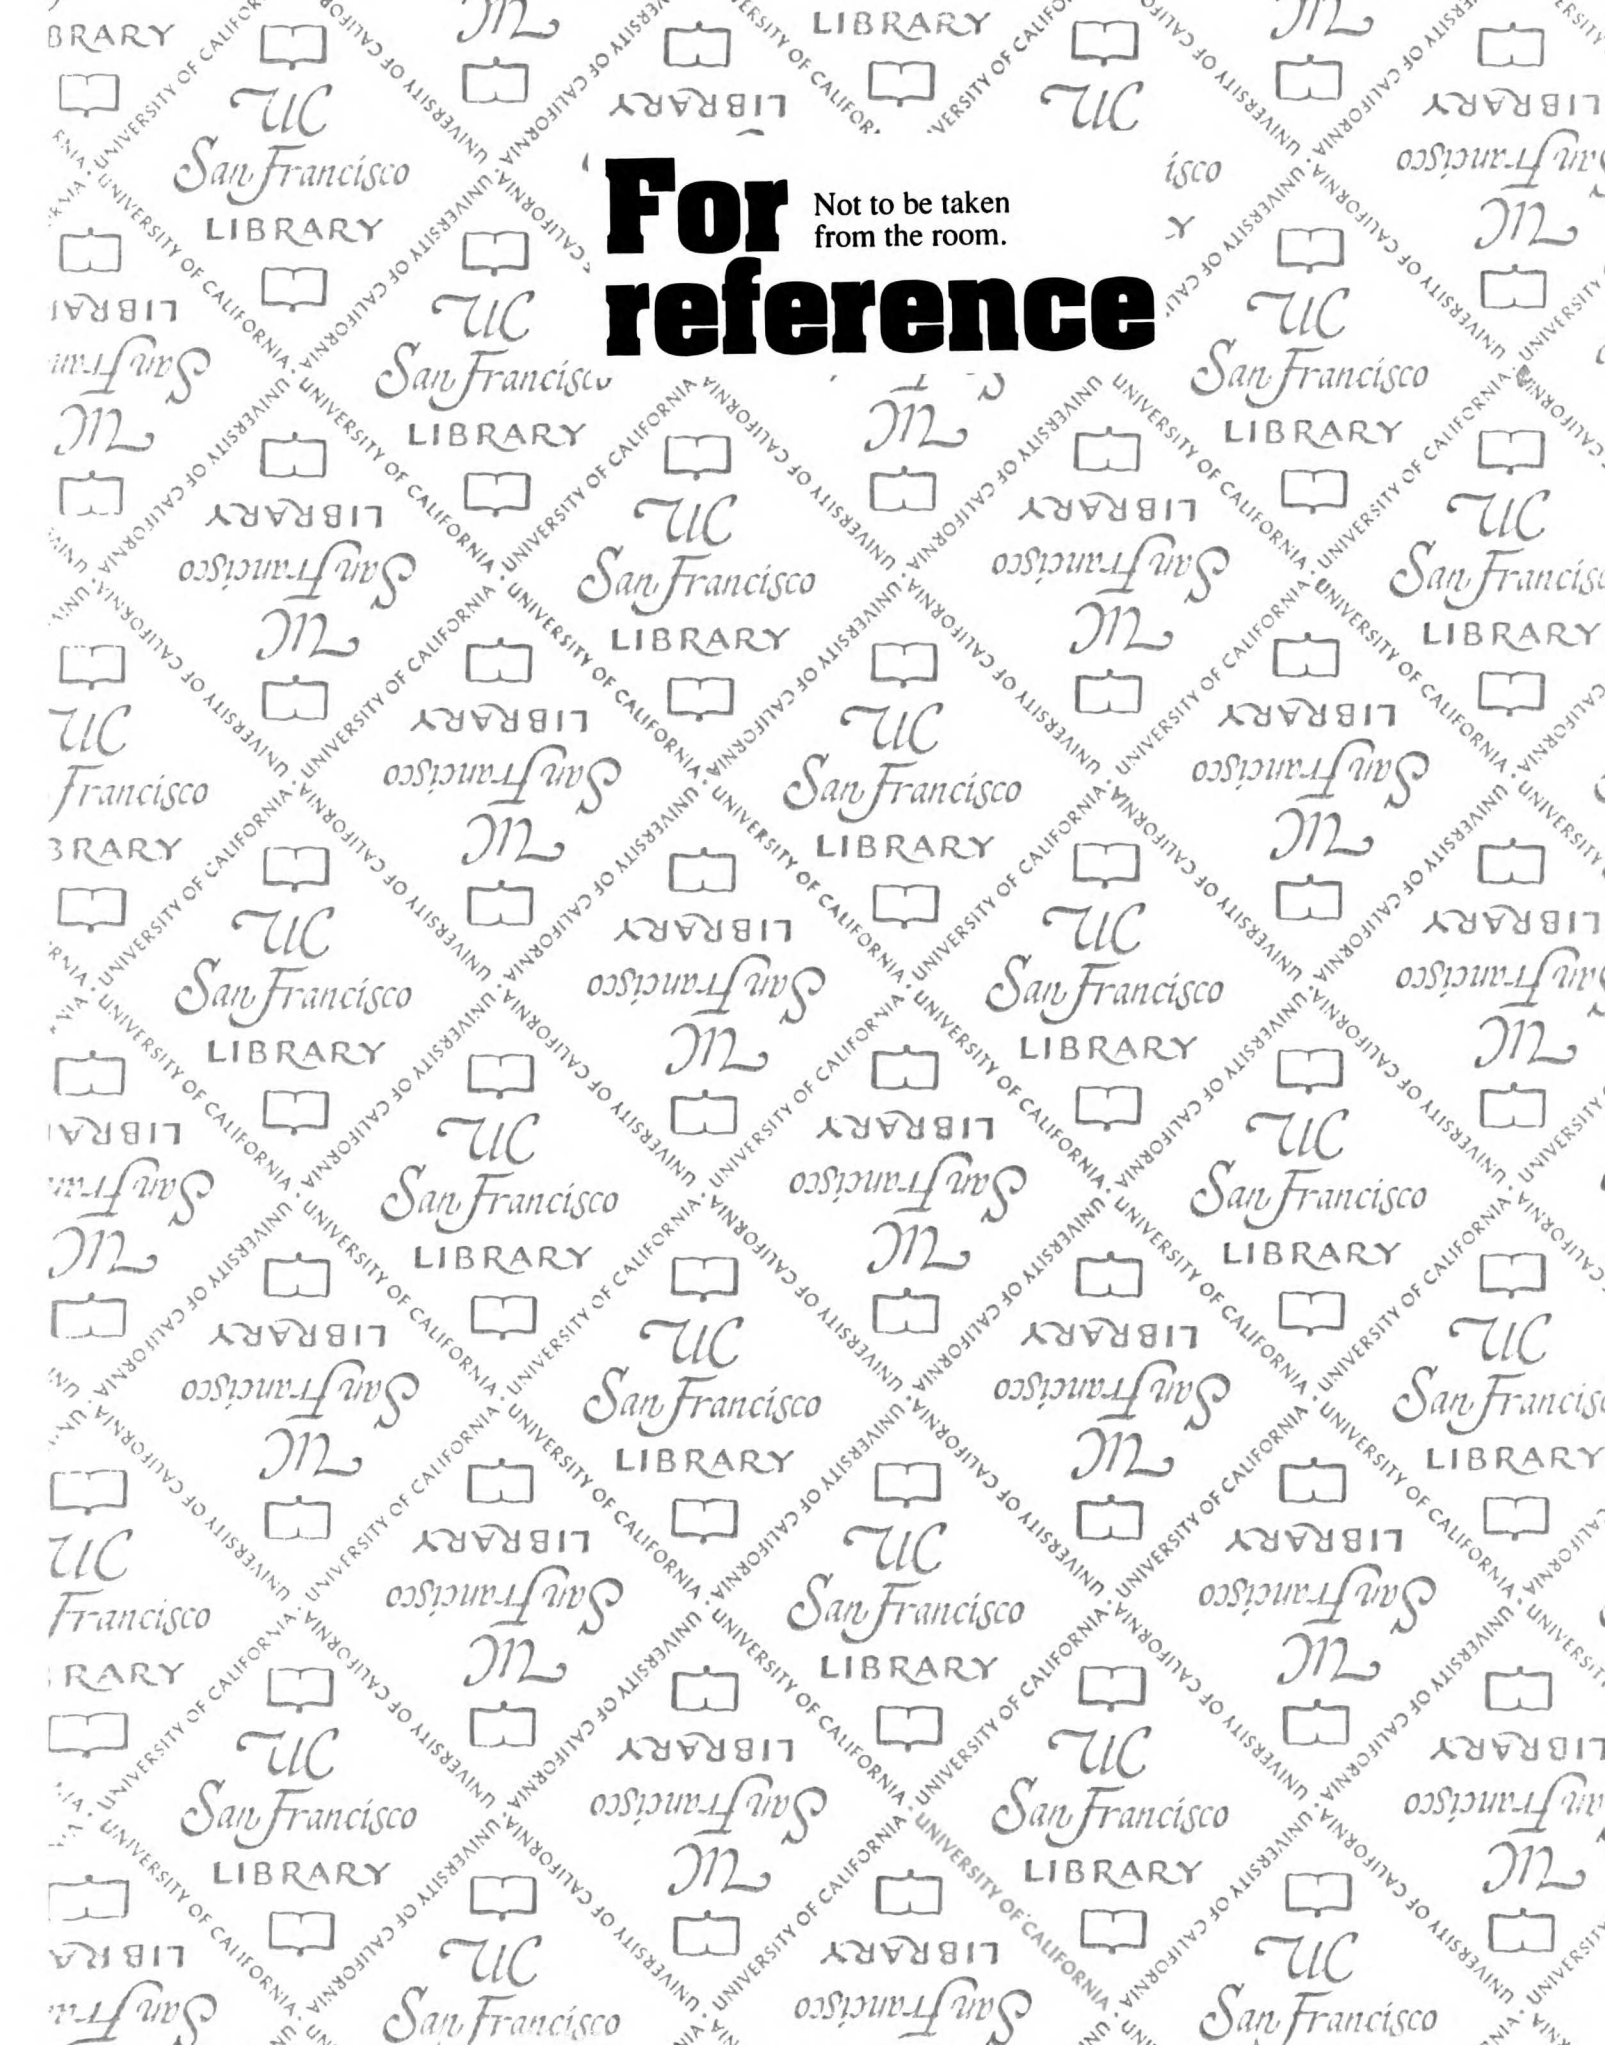 For
Not to be taken
from the room.
reference
UC
San Francisco
LIBRARY
UNIVERSITY OF CALIFORNIA